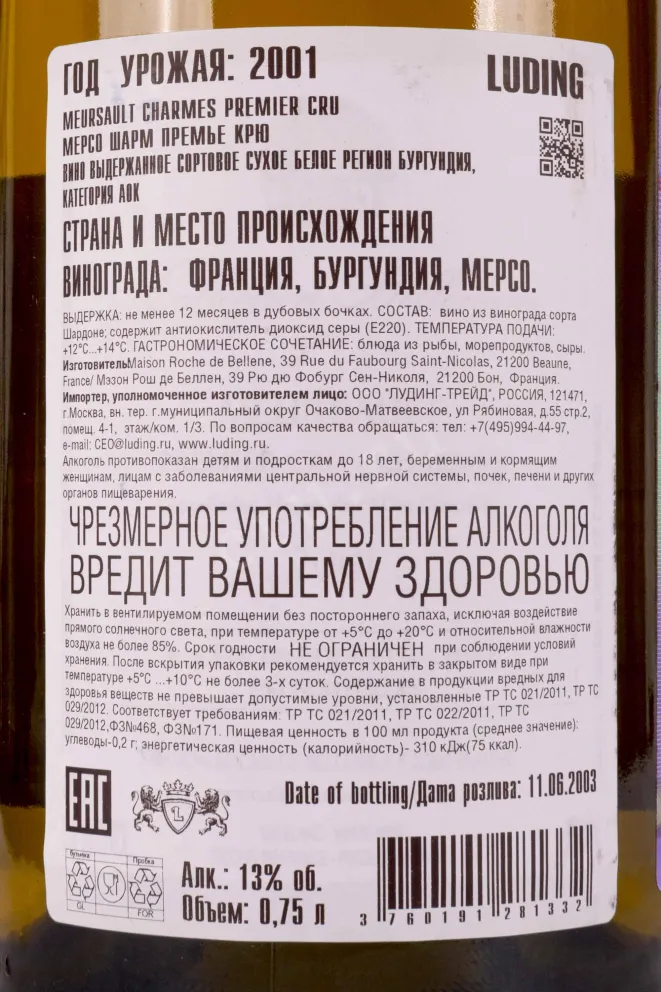 ГОД УРОЖАЯ: 2001
LUDING
MEURSAULT CHARMES PREMIER CRU
МЕРСО ШАРМ ПРЕМЬЕ КРЮ
ВИНО ВЫДЕРЖАННОЕ СОРТОВОЕ СУХОЕ БЕЛОЕ РЕГИОН БУРГУНДИЯ,
КАТЕГОРИЯ АОК
СТРАНА И МЕСТО ПРОИСХОЖДЕНИЯ
ВИНОГРАДА: ФРАНЦИЯ, БУРГУНДИЯ, МЕРСО.
ВЫДЕРЖКА: не менее 12 месяцев в дубовых бочках. СОСТАВ: вино из винограда сорта
Шардоне; содержит антиокислитель диоксид серы (Е220). ТЕМПЕРАТУРА ПОДАЧИ:
+12°C...+14°C. ГАСТРОНОМИЧЕСКОЕ СОЧЕТАНИЕ: блюда из рыбы, морепродуктов, сыры.
Изготовитель:Maison Roche de Bellene, 39 Rue du Faubourg Saint-Nicolas, 21200 Beaune,
France/ Мэзон Рош де Беллен, 39 Рю дю Фобург Сен-Николя, 21200 Бон, Франция.
Импортер, уполномоченное изготовителем лицо: ООО "ЛУДИНГ-ТРЕЙД", РОССИЯ, 121471,
г.Москва, вн. тер. г.муниципальный округ Очаково-Матвеевское, ул Рябиновая, д.55 стр.2,
помещ. 4-1, этаж/ком. 1/3. По вопросам качества обращаться: тел: +7(495)994-44-97,
e-mail: CEO@luding.ru, www.luding.ru.
Алкоголь противопоказан детям и подросткам до 18 лет, беременным и кормящим
женщинам, лицам с заболеваниями центральной нервной системы, почек, печени и других
органов пищеварения.
ЧРЕЗМЕРНОЕ УПОТРЕБЛЕНИЕ АЛКОГОЛЯ
ВРЕДИТ ВАШЕМУ ЗДОРОВЬЮ
Хранить в вентилируемом помещении без постороннего запаха, исключая воздействие
прямого солнечного света, при температуре от +5°C до +20°C и относительной влажности
воздуха не более 85%. Срок годности НЕ ОГРАНИЧЕН при соблюдении условий
хранения. После вскрытия упаковки рекомендуется хранить в закрытом виде при
температуре +5°C ...+10°C не более 3-х суток. Содержание в продукции вредных для
здоровья веществ не превышает допустимые уровни, установленные ТР ТС 021/2011, ТР ТС
029/2012. Соответствует требованиям: ТР ТС 021/2011, ТР ТС 022/2011, ТР ТС
029/2012,ФЗ№468, ФЗ№171. Пищевая ценность в 100 мл продукта (среднее значение):
углеводы-0,2 г; энергетическая ценность (калорийность)- 310 кДж(75 ккал).
EAC
L
Date of bottling/Дата розлива: 11.06.2003
бутылка
Пробка
GL
FOR
Алк.: 13% об.
Объем: 0,75 л
3 760191 281332